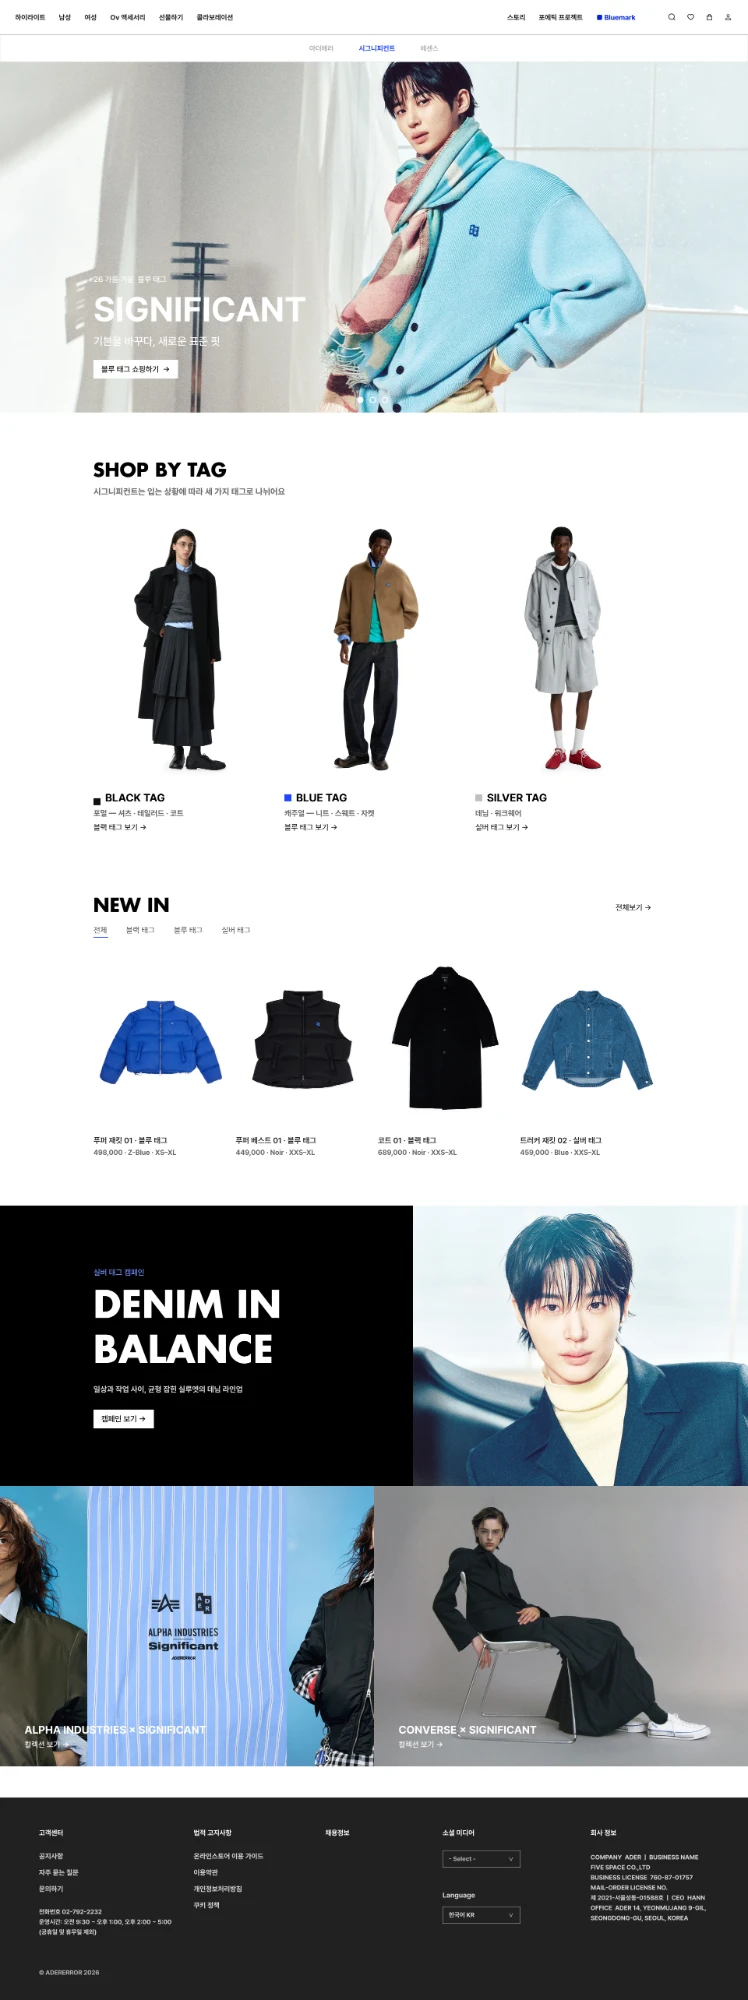 하이라이트 남성 여성 Ov 액세서리 선물하기 콜라보레이션
스토리 포에틱 프로젝트 Bluemark
아더에러 시그니피컨트 에센스
SIGNIFICANT
기본을 바꾸다, 새로운 표준 핏
블루 태그 쇼핑하기 →
SHOP BY TAG
시그니피컨트는 입는 상황에 따라 세 가지 태그로 나뉘어요
BLACK TAG
포멀 — 셔츠 · 테일러드 · 코트
블랙 태그 보기 →
BLUE TAG
캐주얼 — 니트 · 스웨트 · 자켓
블루 태그 보기 →
SILVER TAG
데님 · 워크웨어
실버 태그 보기 →
NEW IN
전체보기 →
전체 블랙 태그 블루 태그 실버 태그
푸퍼 재킷 01 · 블루 태그
498,000 · Z-Blue · XS-XL
푸퍼 베스트 01 · 블루 태그
449,000 · Noir · XXS-XL
코트 01 · 블랙 태그
689,000 · Noir · XXS-XL
트러커 재킷 02 · 실버 태그
459,000 · Blue · XXS-XL
실버 태그 캠페인
DENIM IN
BALANCE
일상과 작업 사이, 균형 잡힌 실루엣의 데님 라인업
캠페인 보기 →
ALPHA INDUSTRIES
Significant
ADERERROR
ALPHA INDUSTRIES × SIGNIFICANT
컬렉션 보기 →
CONVERSE × SIGNIFICANT
컬렉션 보기 →
고객센터
공지사항
자주 묻는 질문
문의하기
전화번호 02-792-2232
운영시간: 오전 9:30 ~ 오후 1:00, 오후 2:00 ~ 5:00
(공휴일 및 휴무일 제외)
법적 고지사항
온라인스토어 이용 가이드
이용약관
개인정보처리방침
쿠키 정책
채용정보
소셜 미디어
- Select -
Language
한국어 KR
회사 정보
COMPANY ADER | BUSINESS NAME
FIVE SPACE CO.,LTD
BUSINESS LICENSE 760-87-01757
MAIL-ORDER LICENSE NO.
제 2021-서울성동-01588호 | CEO HANN
OFFICE ADER 14, YEONMUJANG 9-GIL,
SEONGDONG-GU, SEOUL, KOREA
© ADERERROR 2026